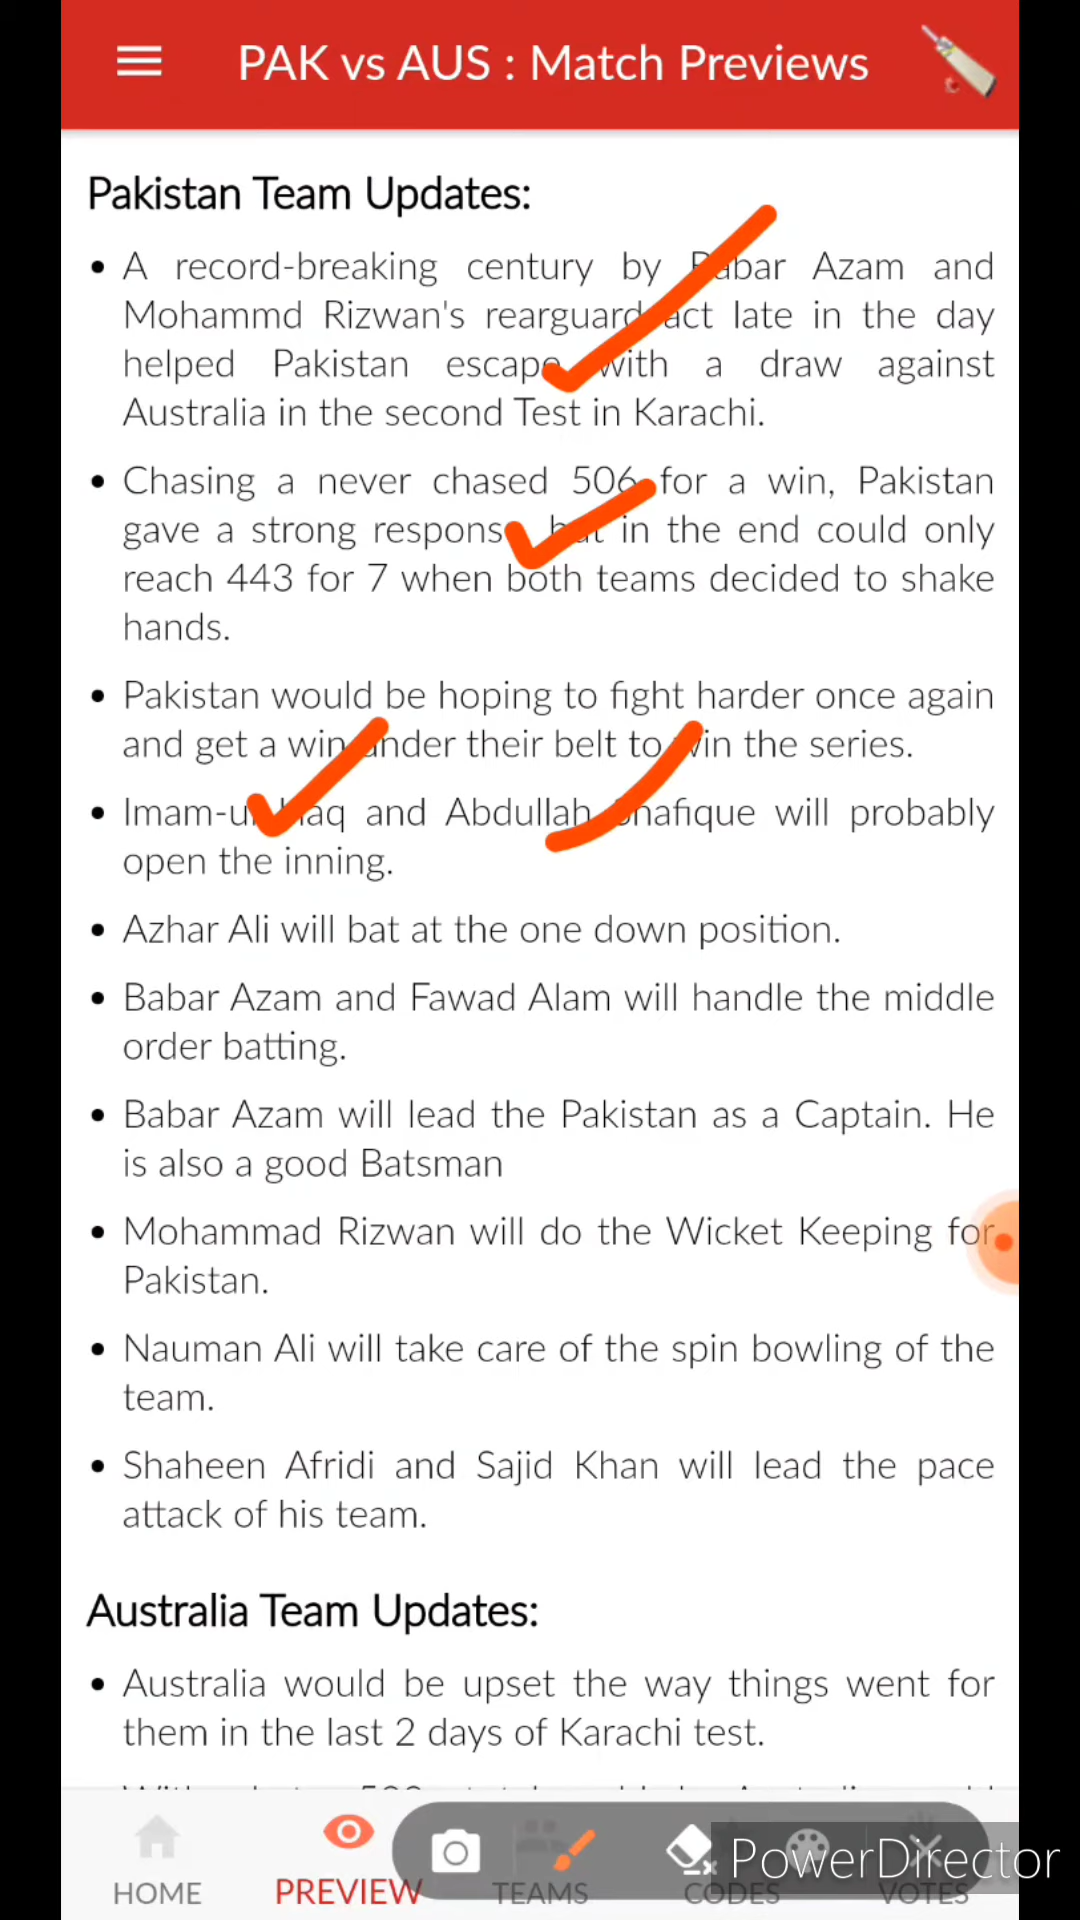 PAK vs AUS : Match Previews
Pakistan Team Updates:
• A record-breaking century by Babar Azam and
Mohammd Rizwan's rearguard act late in the day
helped Pakistan escape with a draw against
Australia in the second Test in Karachi.
• Chasing a never chased 506 for a win, Pakistan
gave a strong response but in the end could only
reach 443 for 7 when both teams decided to shake
hands.
• Pakistan would be hoping to fight harder once again
and get a win under their belt to win the series.
• Imam-ul-Haq and Abdullah Shafique will probably
open the inning.
• Azhar Ali will bat at the one down position.
• Babar Azam and Fawad Alam will handle the middle
order batting.
• Babar Azam will lead the Pakistan as a Captain. He
is also a good Batsman
• Mohammad Rizwan will do the Wicket Keeping for
Pakistan.
• Nauman Ali will take care of the spin bowling of the
team.
• Shaheen Afridi and Sajid Khan will lead the pace
attack of his team.
Australia Team Updates:
• Australia would be upset the way things went for
them in the last 2 days of Karachi test.
PowerDirector
HOME PREVIEW TEAMS CODES VOTES